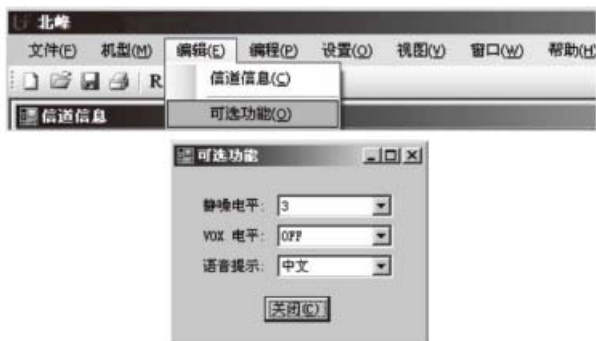 北峰
文件(F) 机型(M) 编辑(E) 编程(P) 设置(O) 视图(V) 窗口(W) 帮助(H
R 信道信息(C)
信道信息 可选功能(O)
可选功能
静噪电平: 3
VOX 电平: OFF
语音提示: 中文
关闭(C)